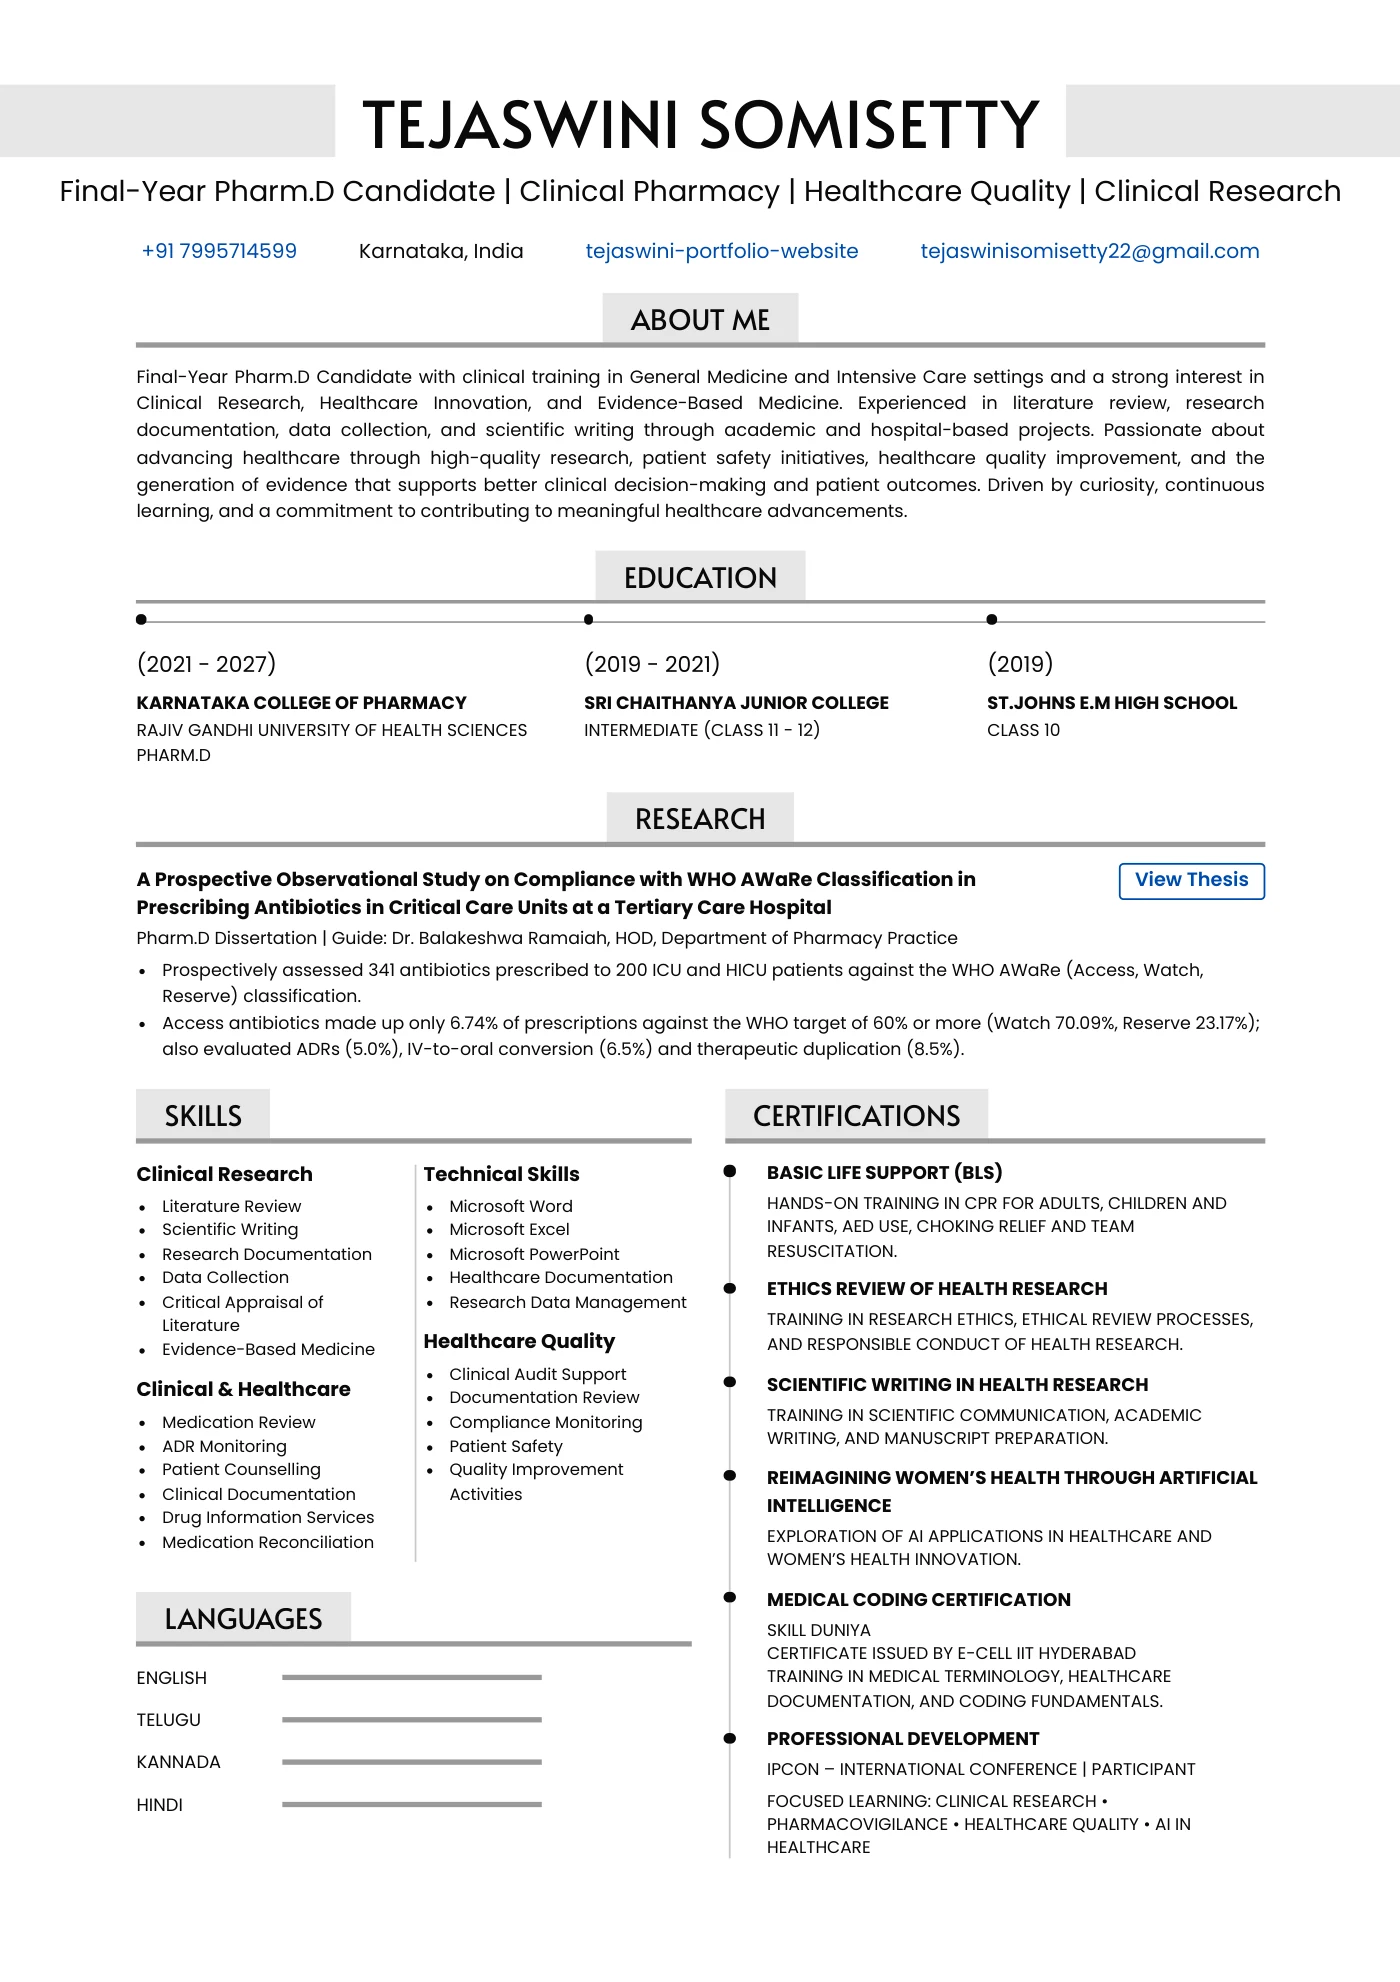 TEJASWINI SOMISETTY
Final-Year Pharm.D Candidate | Clinical Pharmacy | Healthcare Quality | Clinical Research
+91 7995714599 Karnataka, India tejaswini-portfolio-website tejaswinisomisetty22@gmail.com
ABOUT ME
Final-Year Pharm.D Candidate with clinical training in General Medicine and Intensive Care settings and a strong interest in
Clinical Research, Healthcare Innovation, and Evidence-Based Medicine. Experienced in literature review, research
documentation, data collection, and scientific writing through academic and hospital-based projects. Passionate about
advancing healthcare through high-quality research, patient safety initiatives, healthcare quality improvement, and the
generation of evidence that supports better clinical decision-making and patient outcomes. Driven by curiosity, continuous
learning, and a commitment to contributing to meaningful healthcare advancements.
EDUCATION
(2021 - 2027)
KARNATAKA COLLEGE OF PHARMACY
RAJIV GANDHI UNIVERSITY OF HEALTH SCIENCES
PHARM.D
(2019 - 2021)
SRI CHAITHANYA JUNIOR COLLEGE
INTERMEDIATE (CLASS 11 - 12)
(2019)
ST.JOHNS E.M HIGH SCHOOL
CLASS 10
RESEARCH
A Prospective Observational Study on Compliance with WHO AWaRe Classification in
Prescribing Antibiotics in Critical Care Units at a Tertiary Care Hospital
View Thesis
Pharm.D Dissertation | Guide: Dr. Balakeshwa Ramaiah, HOD, Department of Pharmacy Practice
• Prospectively assessed 341 antibiotics prescribed to 200 ICU and HICU patients against the WHO AWaRe (Access, Watch,
Reserve) classification.
• Access antibiotics made up only 6.74% of prescriptions against the WHO target of 60% or more (Watch 70.09%, Reserve 23.17%);
also evaluated ADRs (5.0%), IV-to-oral conversion (6.5%) and therapeutic duplication (8.5%).
SKILLS
Clinical Research
• Literature Review
• Scientific Writing
• Research Documentation
• Data Collection
• Critical Appraisal of
Literature
• Evidence-Based Medicine
Clinical & Healthcare
• Medication Review
• ADR Monitoring
• Patient Counselling
• Clinical Documentation
• Drug Information Services
• Medication Reconciliation
Technical Skills
• Microsoft Word
• Microsoft Excel
• Microsoft PowerPoint
• Healthcare Documentation
• Research Data Management
Healthcare Quality
• Clinical Audit Support
• Documentation Review
• Compliance Monitoring
• Patient Safety
• Quality Improvement
Activities
LANGUAGES
ENGLISH
TELUGU
KANNADA
HINDI
CERTIFICATIONS
BASIC LIFE SUPPORT (BLS)
HANDS-ON TRAINING IN CPR FOR ADULTS, CHILDREN AND
INFANTS, AED USE, CHOKING RELIEF AND TEAM
RESUSCITATION.
ETHICS REVIEW OF HEALTH RESEARCH
TRAINING IN RESEARCH ETHICS, ETHICAL REVIEW PROCESSES,
AND RESPONSIBLE CONDUCT OF HEALTH RESEARCH.
SCIENTIFIC WRITING IN HEALTH RESEARCH
TRAINING IN SCIENTIFIC COMMUNICATION, ACADEMIC
WRITING, AND MANUSCRIPT PREPARATION.
REIMAGINING WOMEN’S HEALTH THROUGH ARTIFICIAL
INTELLIGENCE
EXPLORATION OF AI APPLICATIONS IN HEALTHCARE AND
WOMEN’S HEALTH INNOVATION.
MEDICAL CODING CERTIFICATION
SKILL DUNIYA
CERTIFICATE ISSUED BY E-CELL IIT HYDERABAD
TRAINING IN MEDICAL TERMINOLOGY, HEALTHCARE
DOCUMENTATION, AND CODING FUNDAMENTALS.
PROFESSIONAL DEVELOPMENT
IPCON – INTERNATIONAL CONFERENCE | PARTICIPANT
FOCUSED LEARNING: CLINICAL RESEARCH •
PHARMACOVIGILANCE • HEALTHCARE QUALITY • AI IN
HEALTHCARE